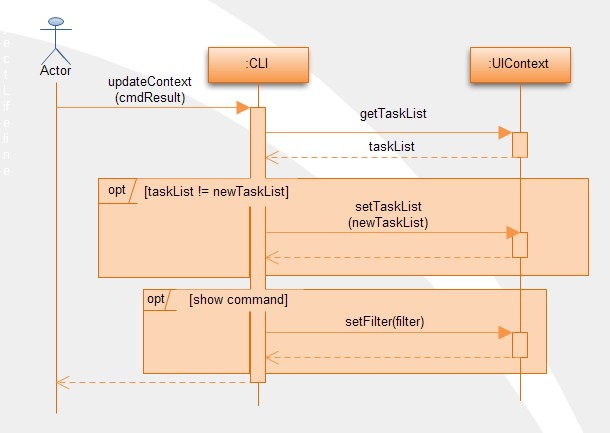 Actor
:CLI
:UIContext
updateContext
(cmdResult)
getTaskList
taskList
opt
[taskList != newTaskList]
setTaskList
(newTaskList)
opt
[show command]
setFilter(filter)